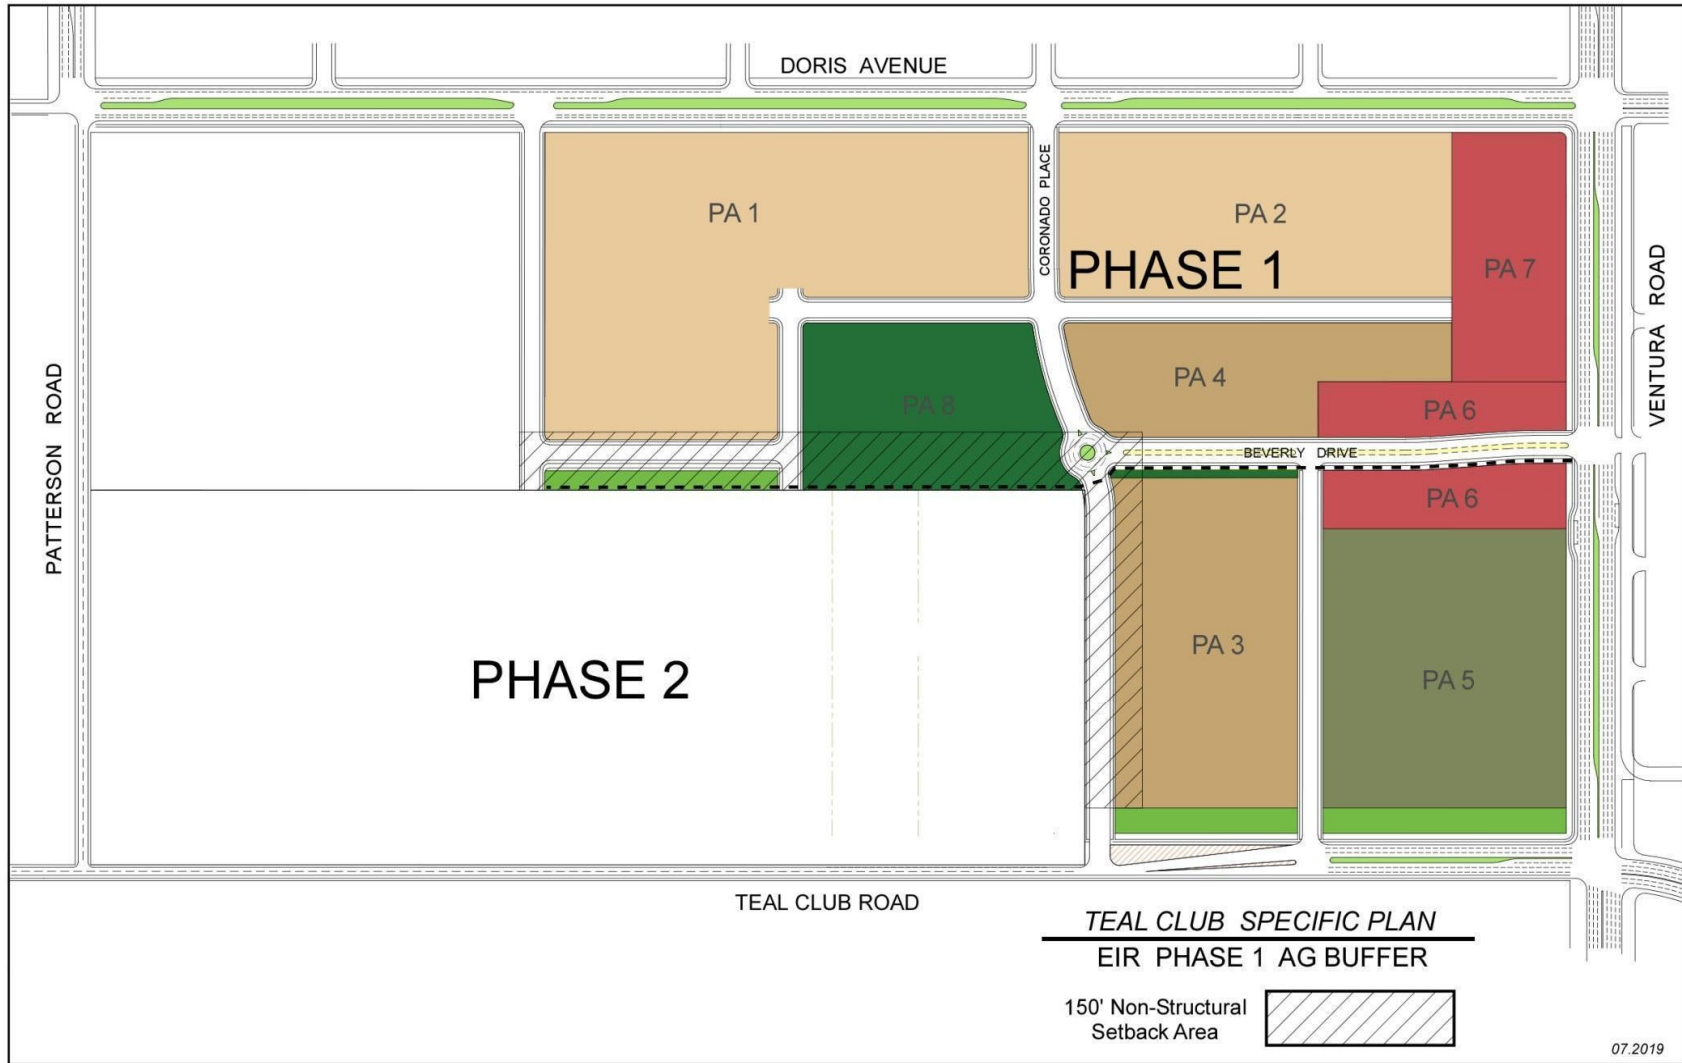 DORIS AVENUE
CORONADO PLACE
PA 1
PA 2
PHASE 1
PA 7
VENTURA ROAD
PATTERSON ROAD
PA 4
PA 8
PA 6
BEVERLY DRIVE
PA 6
PA 3
PHASE 2
PA 5
TEAL CLUB ROAD
TEAL CLUB SPECIFIC PLAN
EIR PHASE 1 AG BUFFER
150' Non-Structural
Setback Area
07.2019